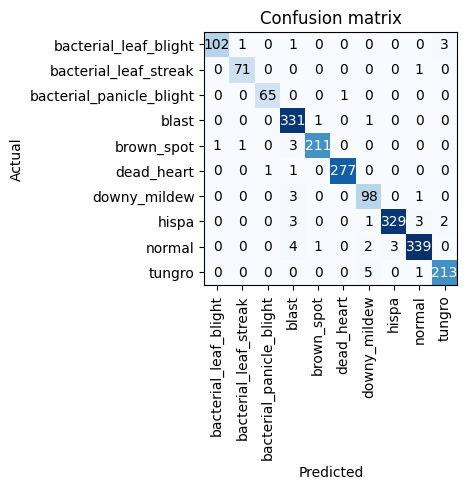 Confusion matrix
Actual
bacterial_leaf_blight 102 1 0 1 0 0 0 0 0 3
bacterial_leaf_streak 0 71 0 0 0 0 0 0 1 0
bacterial_panicle_blight 0 0 65 0 0 1 0 0 0 0
blast 0 0 0 331 1 0 1 0 0 0
brown_spot 1 1 0 3 211 0 0 0 0 0
dead_heart 0 0 1 1 0 277 0 0 0 0
downy_mildew 0 0 0 3 0 0 98 0 1 0
hispa 0 0 0 3 0 0 1 329 3 2
normal 0 0 0 4 1 0 2 3 339 0
tungro 0 0 0 0 0 0 5 0 1 213
bacterial_leaf_blight
bacterial_leaf_streak
bacterial_panicle_blight
blast
brown_spot
dead_heart
downy_mildew
hispa
normal
tungro
Predicted